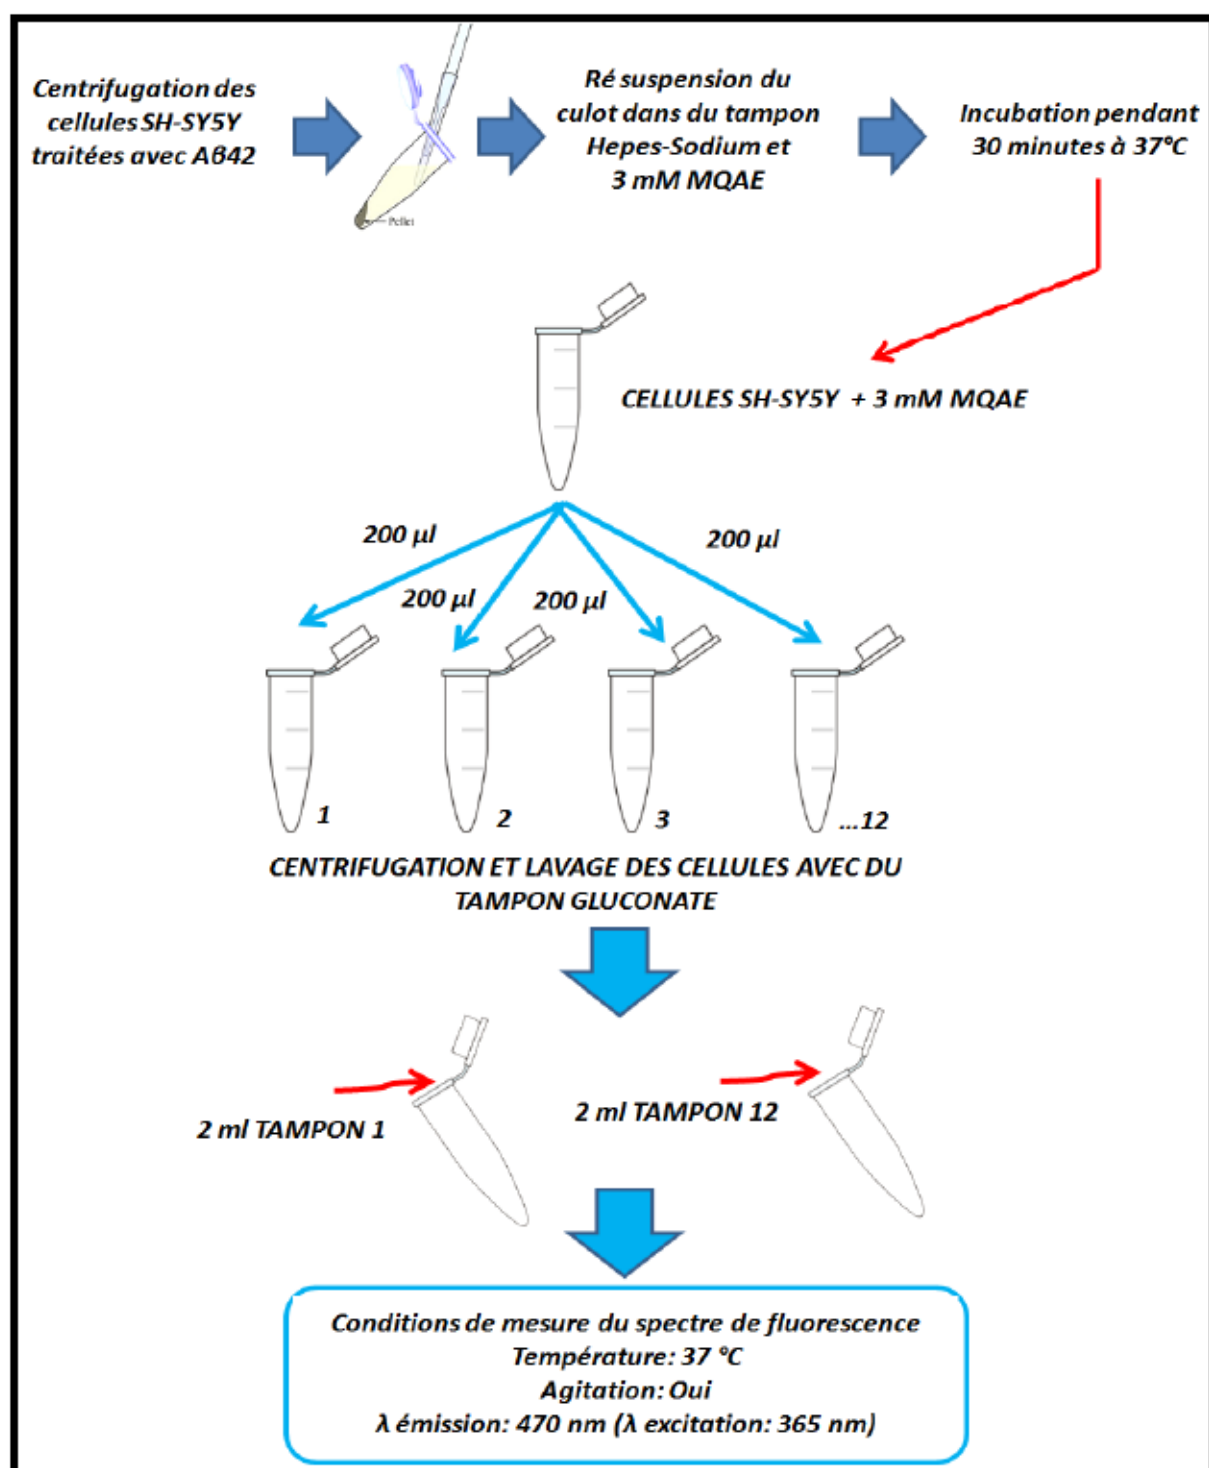 Centrifugation des
cellules SH-SY5Y
traitées avec Aβ42
Pellet
Ré suspension du
culot dans du tampon
Hepes-Sodium et
3 mM MQAE
Incubation pendant
30 minutes à 37°C
CELLULES SH-SY5Y + 3 mM MQAE
200 µl
200 µl
200 µl
200 µl
1
2
3
...12
CENTRIFUGATION ET LAVAGE DES CELLULES AVEC DU
TAMPON GLUCONATE
2 ml TAMPON 1
2 ml TAMPON 12
Conditions de mesure du spectre de fluorescence
Température: 37 °C
Agitation: Oui
λ émission: 470 nm (λ excitation: 365 nm)